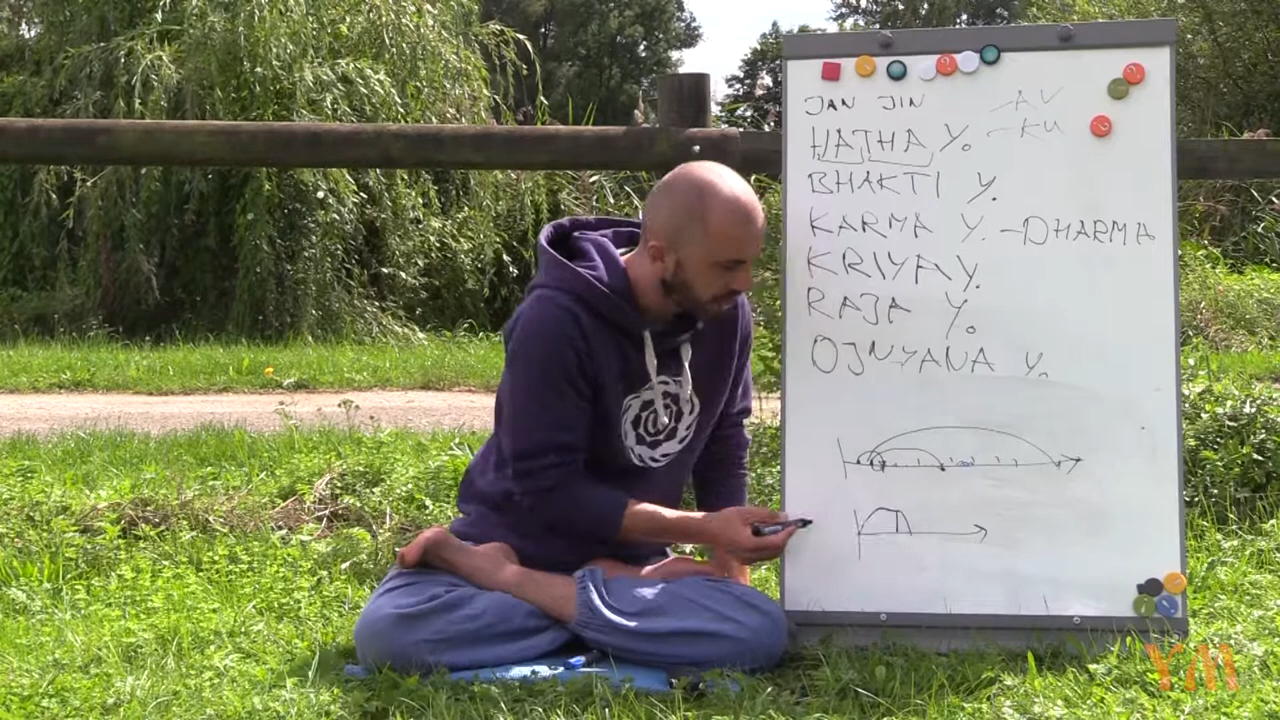 JAN JIN -AV
HATHA Y. -KU
BHAKTI Y.
KARMA Y. -DHARMA
KRIYA Y.
RAJA Y.
OJNYANA Y.
YM